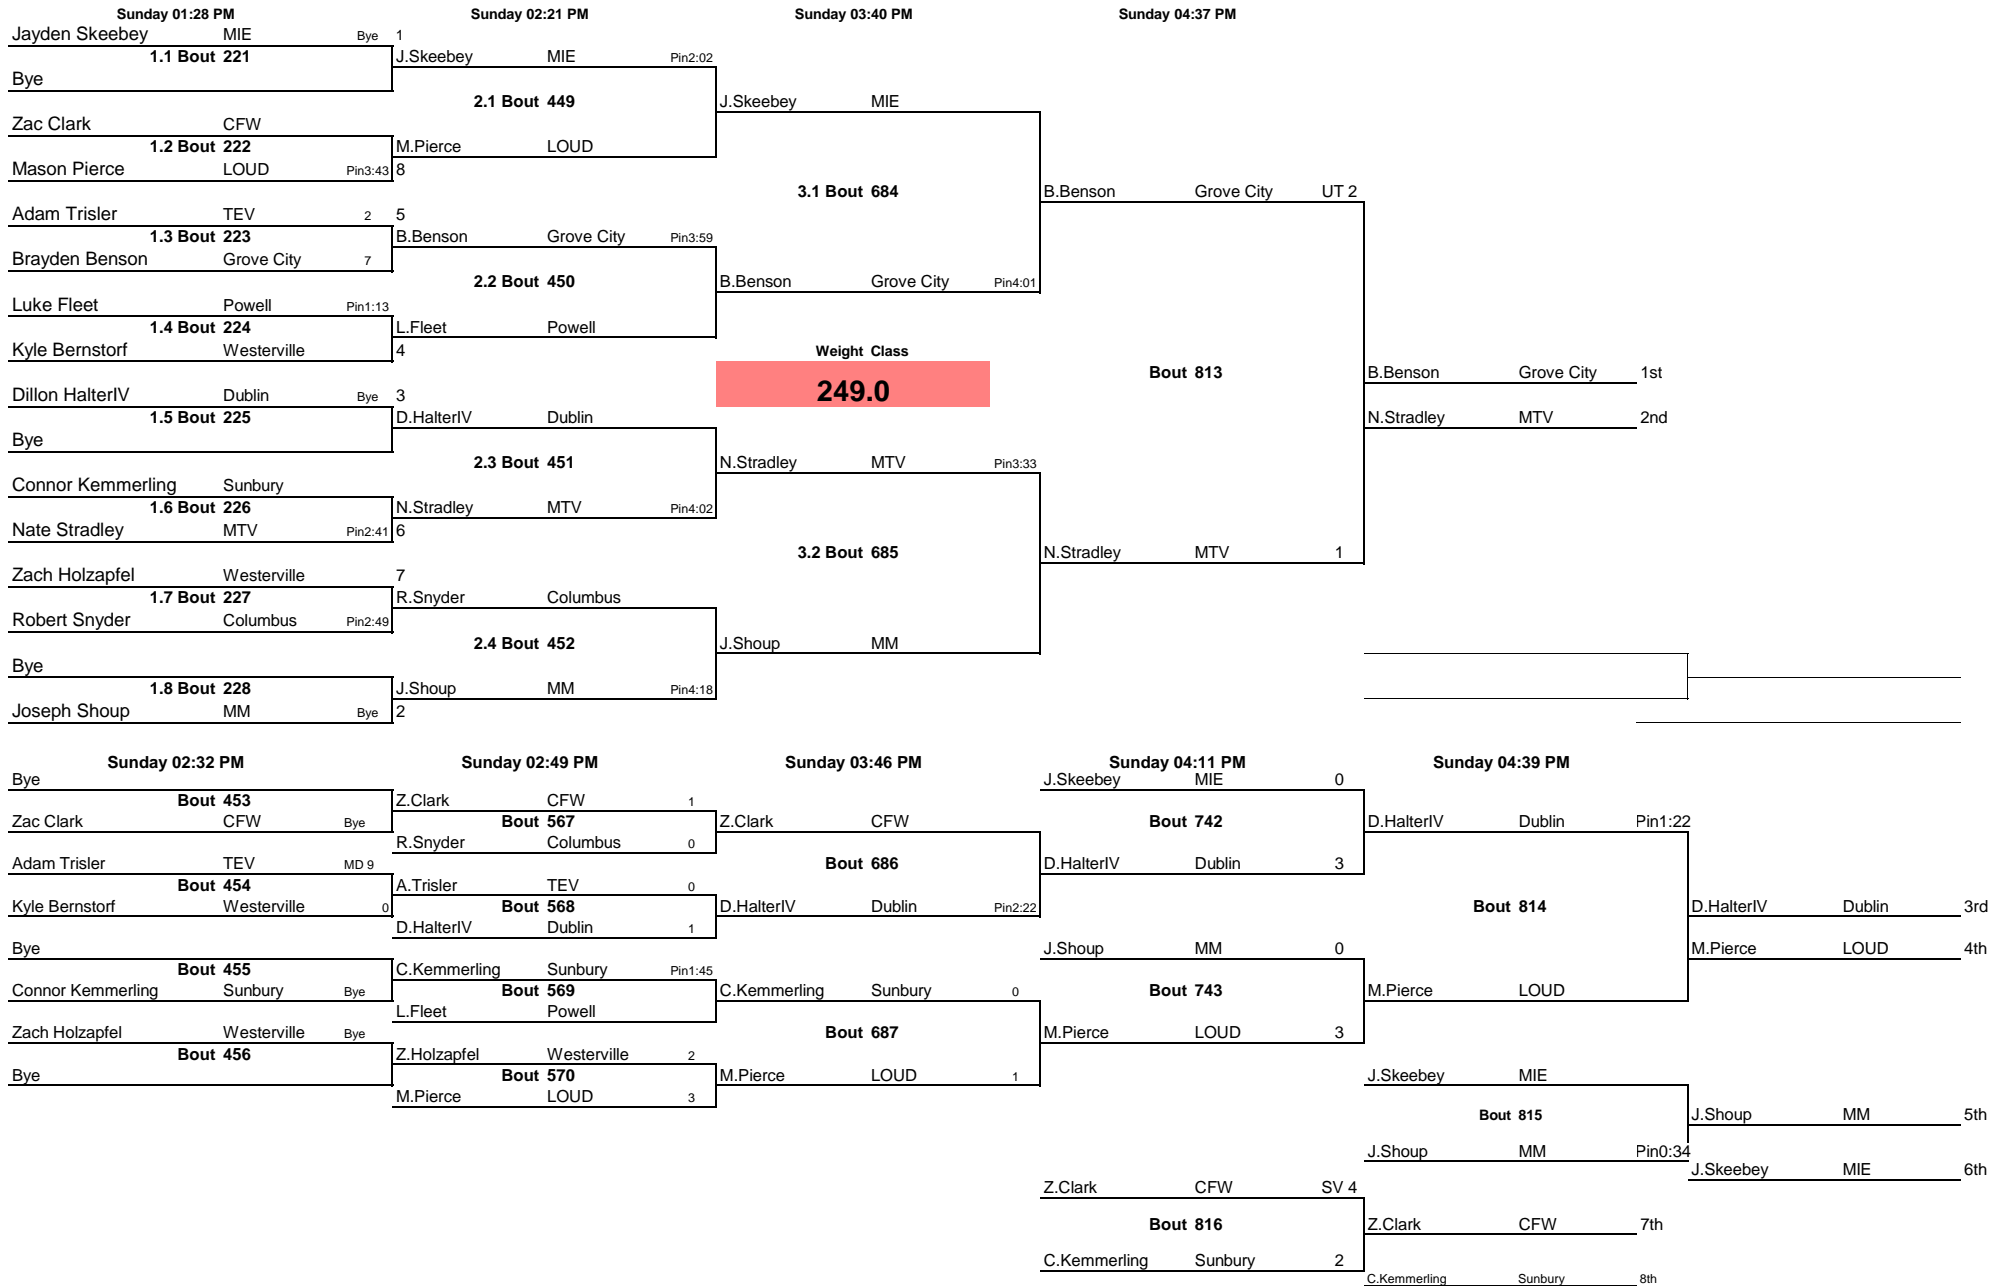 Sunday 01:28 PM Sunday 02:21 PM Sunday 03:40 PM Sunday 04:37 PM
Jayden Skeebey MIE Bye 1
1.1 Bout 221 J.Skeebey MIE Pin2:02
Bye
2.1 Bout 449 J.Skeebey MIE
Zac Clark CFW
1.2 Bout 222 M.Pierce LOUD
Mason Pierce LOUD Pin3:43 8
3.1 Bout 684 B.Benson Grove City UT 2
Adam Trisler TEV 2 5
1.3 Bout 223 B.Benson Grove City Pin3:59
Brayden Benson Grove City 7
2.2 Bout 450 B.Benson Grove City Pin4:01
Luke Fleet Powell Pin1:13
1.4 Bout 224 L.Fleet Powell
Kyle Bernstorf Westerville 4 Weight Class
Bout 813 B.Benson Grove City 1st
Dillon HalterIV Dublin Bye 3 249.0
1.5 Bout 225 D.HalterIV Dublin N.Stradley MTV 2nd
Bye
2.3 Bout 451 N.Stradley MTV Pin3:33
Connor Kemmerling Sunbury
1.6 Bout 226 N.Stradley MTV Pin4:02
Nate Stradley MTV Pin2:41 6
3.2 Bout 685 N.Stradley MTV 1
Zach Holzapfel Westerville 7
1.7 Bout 227 R.Snyder Columbus
Robert Snyder Columbus Pin2:49
2.4 Bout 452 J.Shoup MM
Bye
1.8 Bout 228 J.Shoup MM Pin4:18
Joseph Shoup MM Bye 2
Sunday 02:32 PM Sunday 02:49 PM Sunday 03:46 PM Sunday 04:11 PM Sunday 04:39 PM
Bye J.Skeebey MIE 0
Bout 453 Z.Clark CFW 1
Zac Clark CFW Bye Bout 567 Z.Clark CFW Bout 742 D.HalterIV Dublin Pin1:22
R.Snyder Columbus 0
Adam Trisler TEV MD 9 Bout 686 D.HalterIV Dublin 3
Bout 454 A.Trisler TEV 0
Kyle Bernstorf Westerville 0 Bout 568 D.HalterIV Dublin Pin2:22 Bout 814 D.HalterIV Dublin 3rd
D.HalterIV Dublin 1
Bye J.Shoup MM 0 M.Pierce LOUD 4th
Bout 455 C.Kemmerling Sunbury Pin1:45
Connor Kemmerling Sunbury Bye Bout 569 C.Kemmerling Sunbury 0 Bout 743 M.Pierce LOUD
L.Fleet Powell
Zach Holzapfel Westerville Bye Bout 687 M.Pierce LOUD 3
Bout 456 Z.Holzapfel Westerville 2
Bye Bout 570 M.Pierce LOUD 1 J.Skeebey MIE
M.Pierce LOUD 3
Bout 815 J.Shoup MM 5th
J.Shoup MM Pin0:34
J.Skeebey MIE 6th
Z.Clark CFW SV 4
Bout 816 Z.Clark CFW 7th
C.Kemmerling Sunbury 2
C.Kemmerling Sunbury 8th